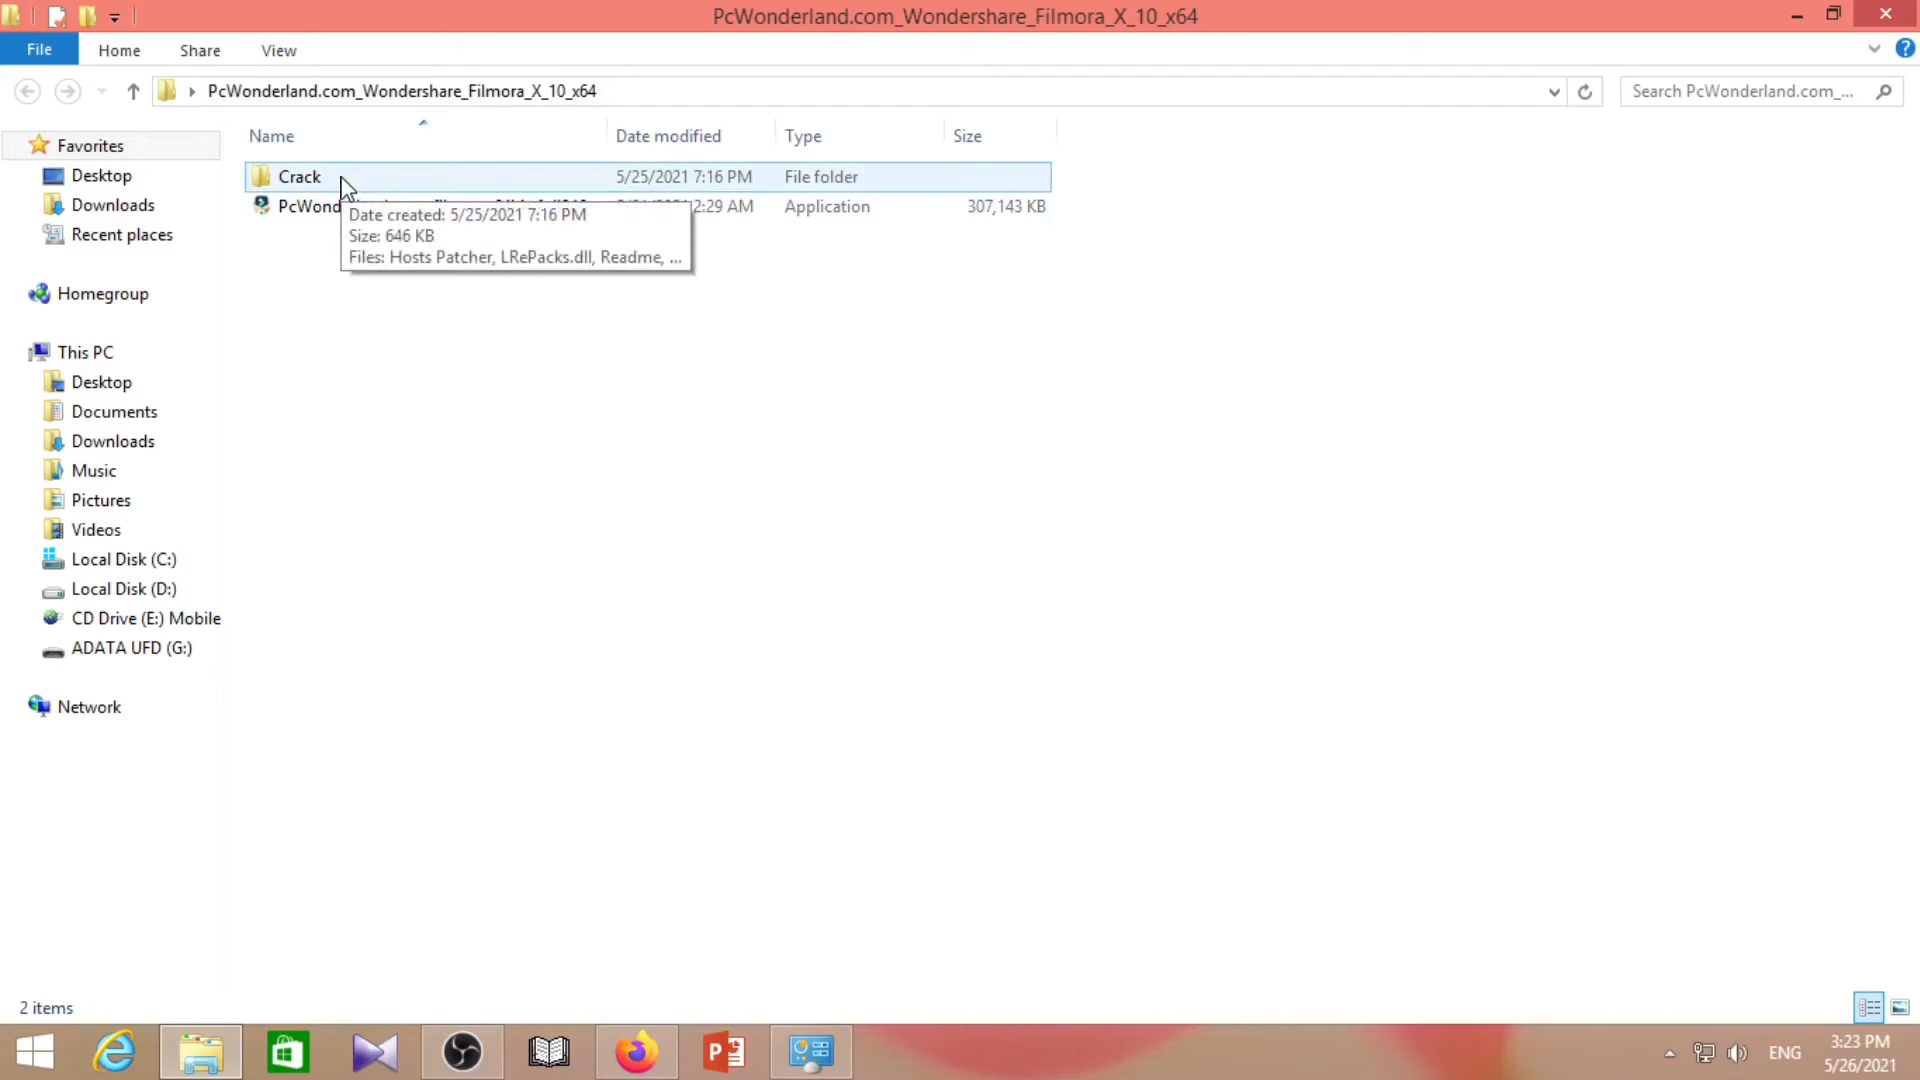 PcWonderland.com_Wondershare_Filmora_X_10_x64
File
Home
Share
View
PcWonderland.com_Wondershare_Filmora_X_10_x64
Search PcWonderland.com_...
Name
Date modified
Type
Size
Favorites
Desktop
Downloads
Recent places
Homegroup
This PC
Desktop
Documents
Downloads
Music
Pictures
Videos
Local Disk (C:)
Local Disk (D:)
CD Drive (E:) Mobile
ADATA UFD (G:)
Network
Crack
5/25/2021 7:16 PM
File folder
PcWond
2:29 AM
Application
307,143 KB
Date created: 5/25/2021 7:16 PM
Size: 646 KB
Files: Hosts Patcher, LRePacks.dll, Readme, ...
2 items
ENG
3:23 PM
5/26/2021